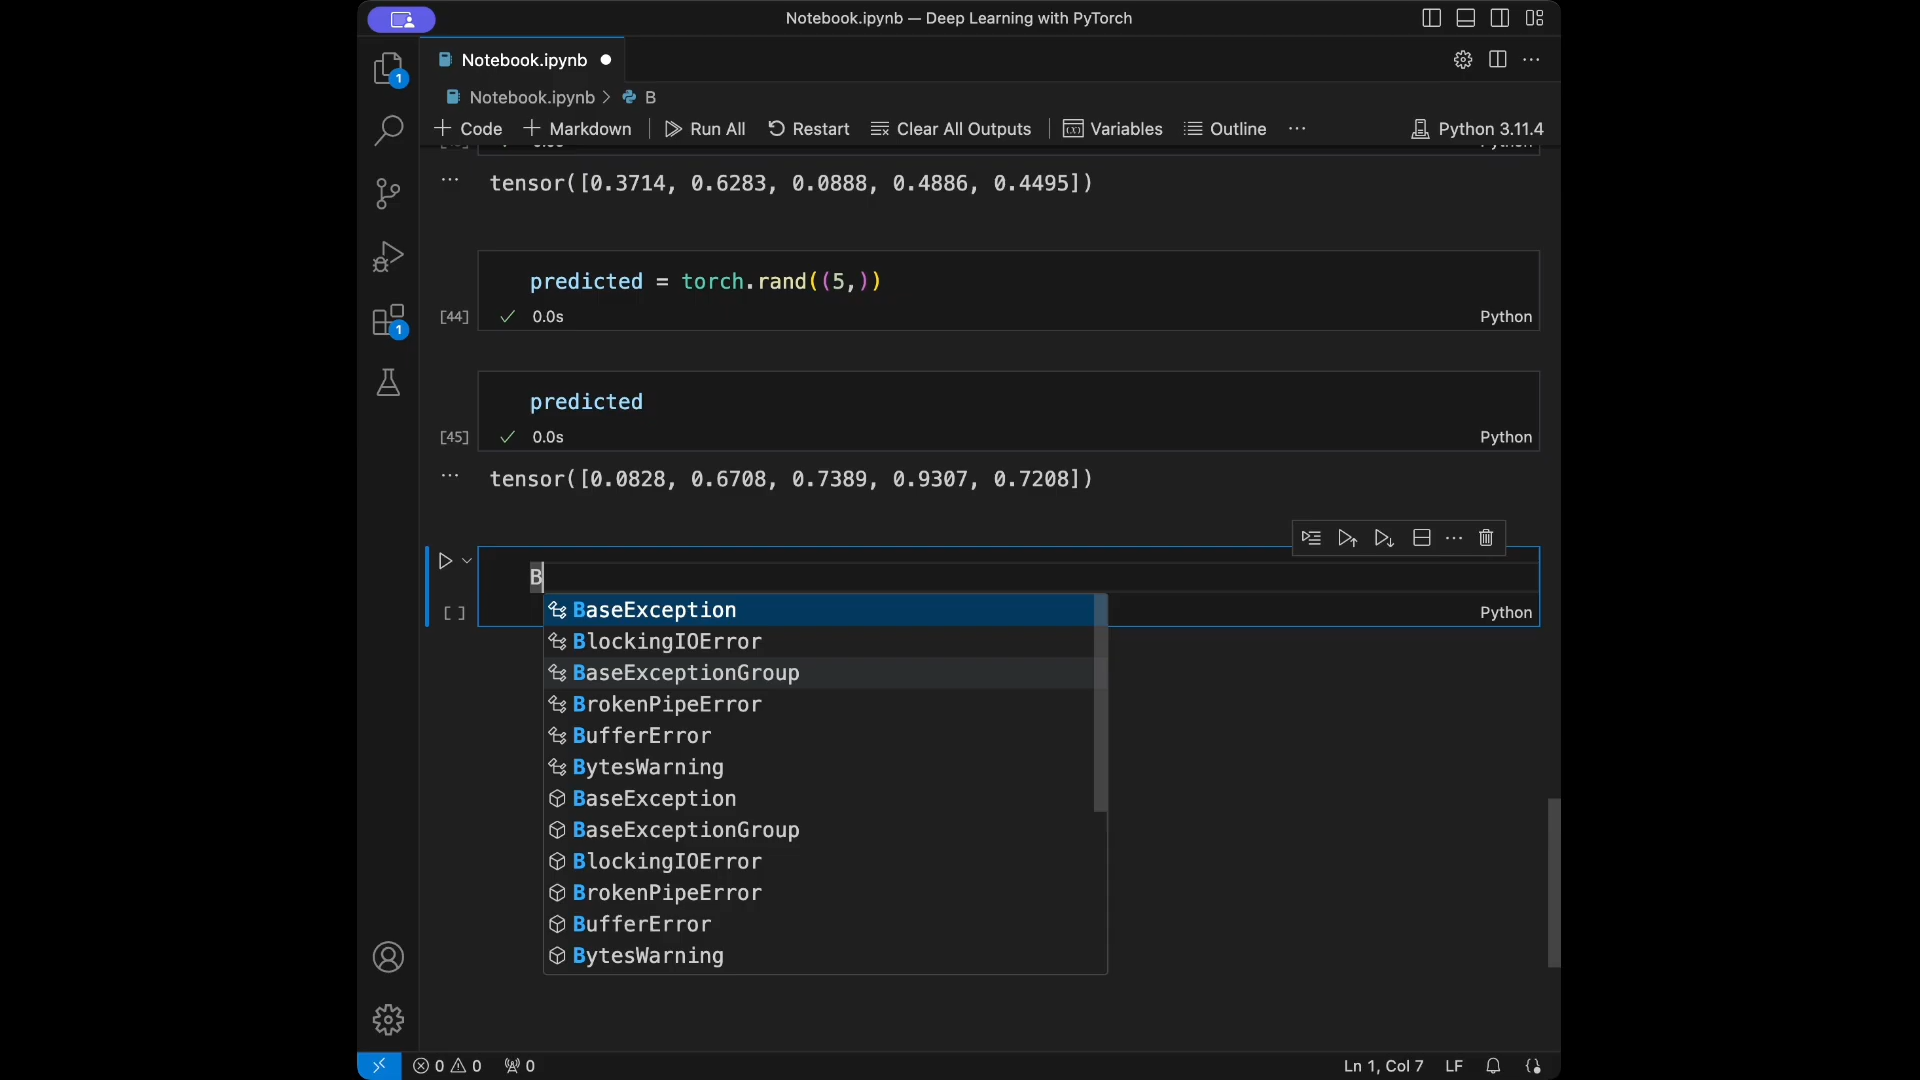 Notebook.ipynb — Deep Learning with PyTorch
1
Notebook.ipynb
Notebook.ipynb > B
Code Markdown Run All Restart Clear All Outputs Variables Outline ... Python 3.11.4
... tensor([0.3714, 0.6283, 0.0888, 0.4886, 0.4495])
predicted = torch.rand((5,))
[44] 0.0s Python
1
predicted
[45] 0.0s Python
... tensor([0.0828, 0.6708, 0.7389, 0.9307, 0.7208])
B
[ ] Python
BaseException
BlockingIOError
BaseExceptionGroup
BrokenPipeError
BufferError
BytesWarning
BaseException
BaseExceptionGroup
BlockingIOError
BrokenPipeError
BufferError
BytesWarning
0 0 0 Ln 1, Col 7 LF